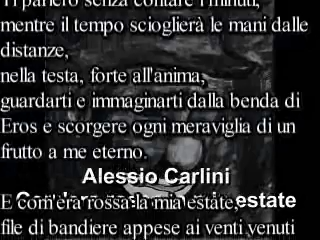 Ti parlerò senza contare i minuti,
mentre il tempo scioglierà le mani dalle
distanze,
nella testa, forte all'anima,
guardarti e immaginarti dalla benda di
Eros e scorgere ogni meraviglia di un
frutto a me eterno.
Alessio Carlini
E com'era rossa la mia estate,
estate
file di bandiere appese ai venti venuti